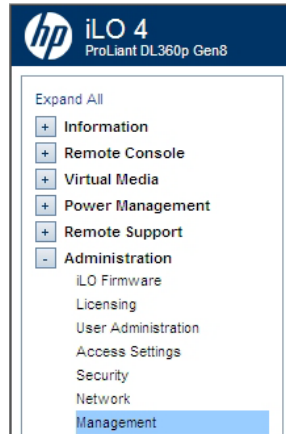 hp
iLO 4
ProLiant DL360p Gen8
Expand All
+ Information
+ Remote Console
+ Virtual Media
+ Power Management
+ Remote Support
- Administration
iLO Firmware
Licensing
User Administration
Access Settings
Security
Network
Management